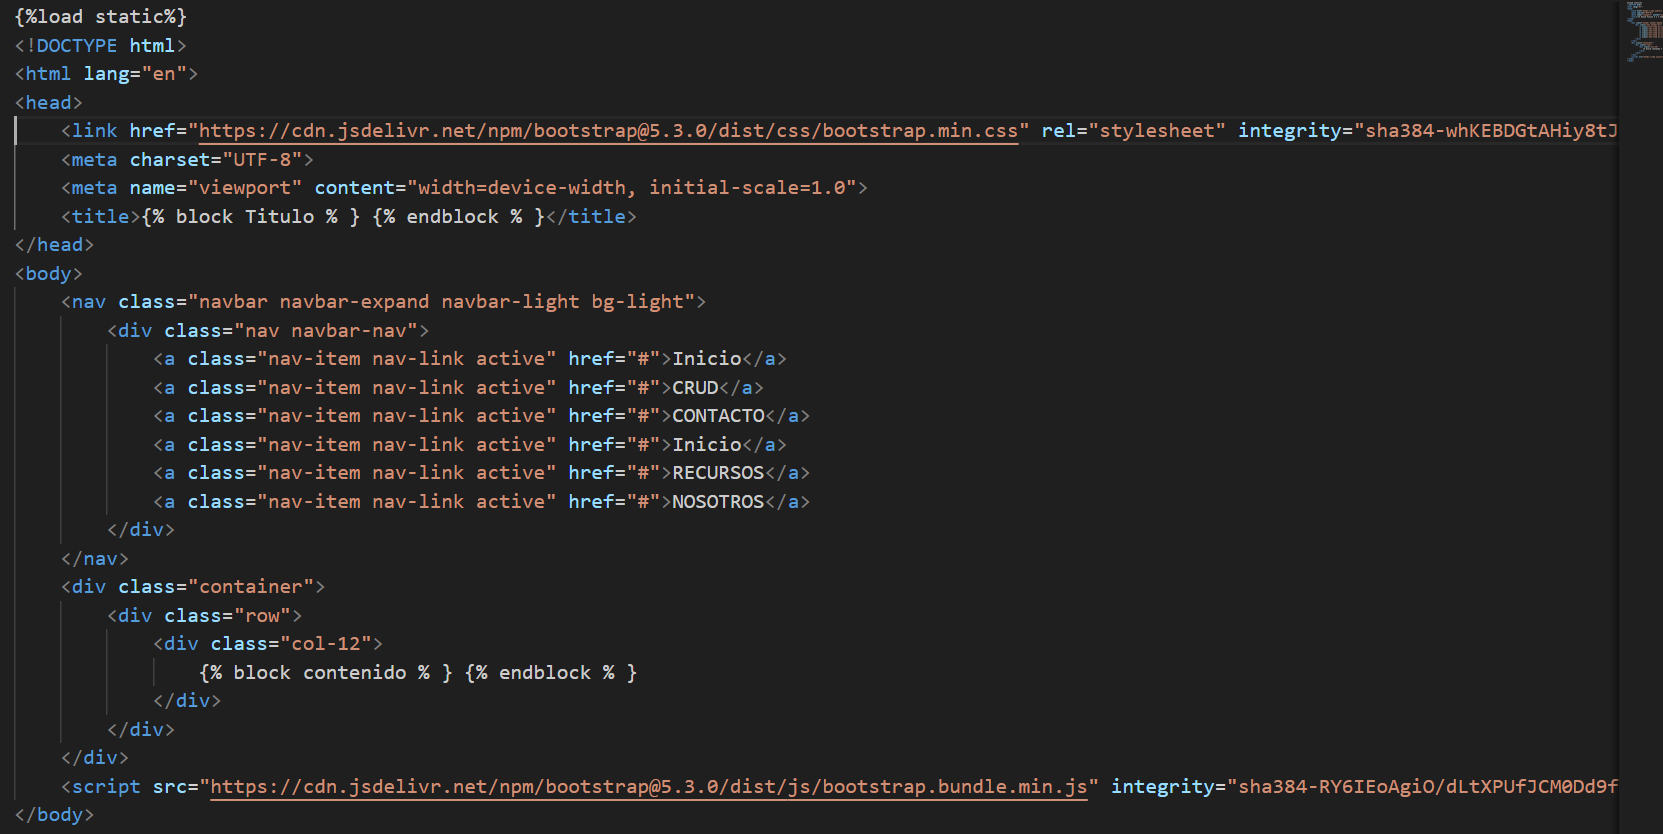 {%load static%}
<!DOCTYPE html>
<html lang="en">
<head>
    <link href="https://cdn.jsdelivr.net/npm/bootstrap@5.3.0/dist/css/bootstrap.min.css" rel="stylesheet" integrity="sha384-whKEBDGtAHiy8tJ
    <meta charset="UTF-8">
    <meta name="viewport" content="width=device-width, initial-scale=1.0">
    <title>{% block Titulo % } {% endblock % }</title>
</head>
<body>
    <nav class="navbar navbar-expand navbar-light bg-light">
        <div class="nav navbar-nav">
            <a class="nav-item nav-link active" href="#">Inicio</a>
            <a class="nav-item nav-link active" href="#">CRUD</a>
            <a class="nav-item nav-link active" href="#">CONTACTO</a>
            <a class="nav-item nav-link active" href="#">Inicio</a>
            <a class="nav-item nav-link active" href="#">RECURSOS</a>
            <a class="nav-item nav-link active" href="#">NOSOTROS</a>
        </div>
    </nav>
    <div class="container">
        <div class="row">
            <div class="col-12">
                {% block contenido % } {% endblock % }
            </div>
        </div>
    </div>
    <script src="https://cdn.jsdelivr.net/npm/bootstrap@5.3.0/dist/js/bootstrap.bundle.min.js" integrity="sha384-RY6IEoAgiO/dLtXPUfJCM0Dd9f
</body>